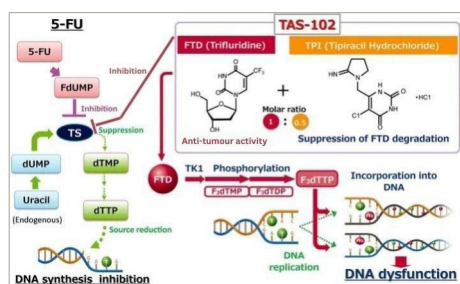 5-FU
5-FU
FdUMP
Inhibition
TS
Suppression
dUMP
dTMP
Uracil
(Endogenous)
dTTP
Source reduction
DNA synthesis inhibition
TAS-102
FTD (Trifluridine)
TPI (Tipiracil Hydrochloride)
Inhibition
Anti-tumour activity
Molar ratio
1 : 0.5
•HC1
Suppression of FTD degradation
FTD
TK1 Phosphorylation
F₃dTMP F₃dTDP
F₃dTTP
Incorporation into
DNA
DNA
replication
DNA dysfunction